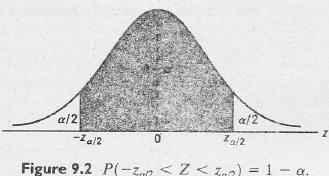 α/2 α/2
-z_{α/2} 0 z_{α/2} z
Figure 9.2 P(-z_{α/2} < Z < z_{α/2}) = 1 - α.